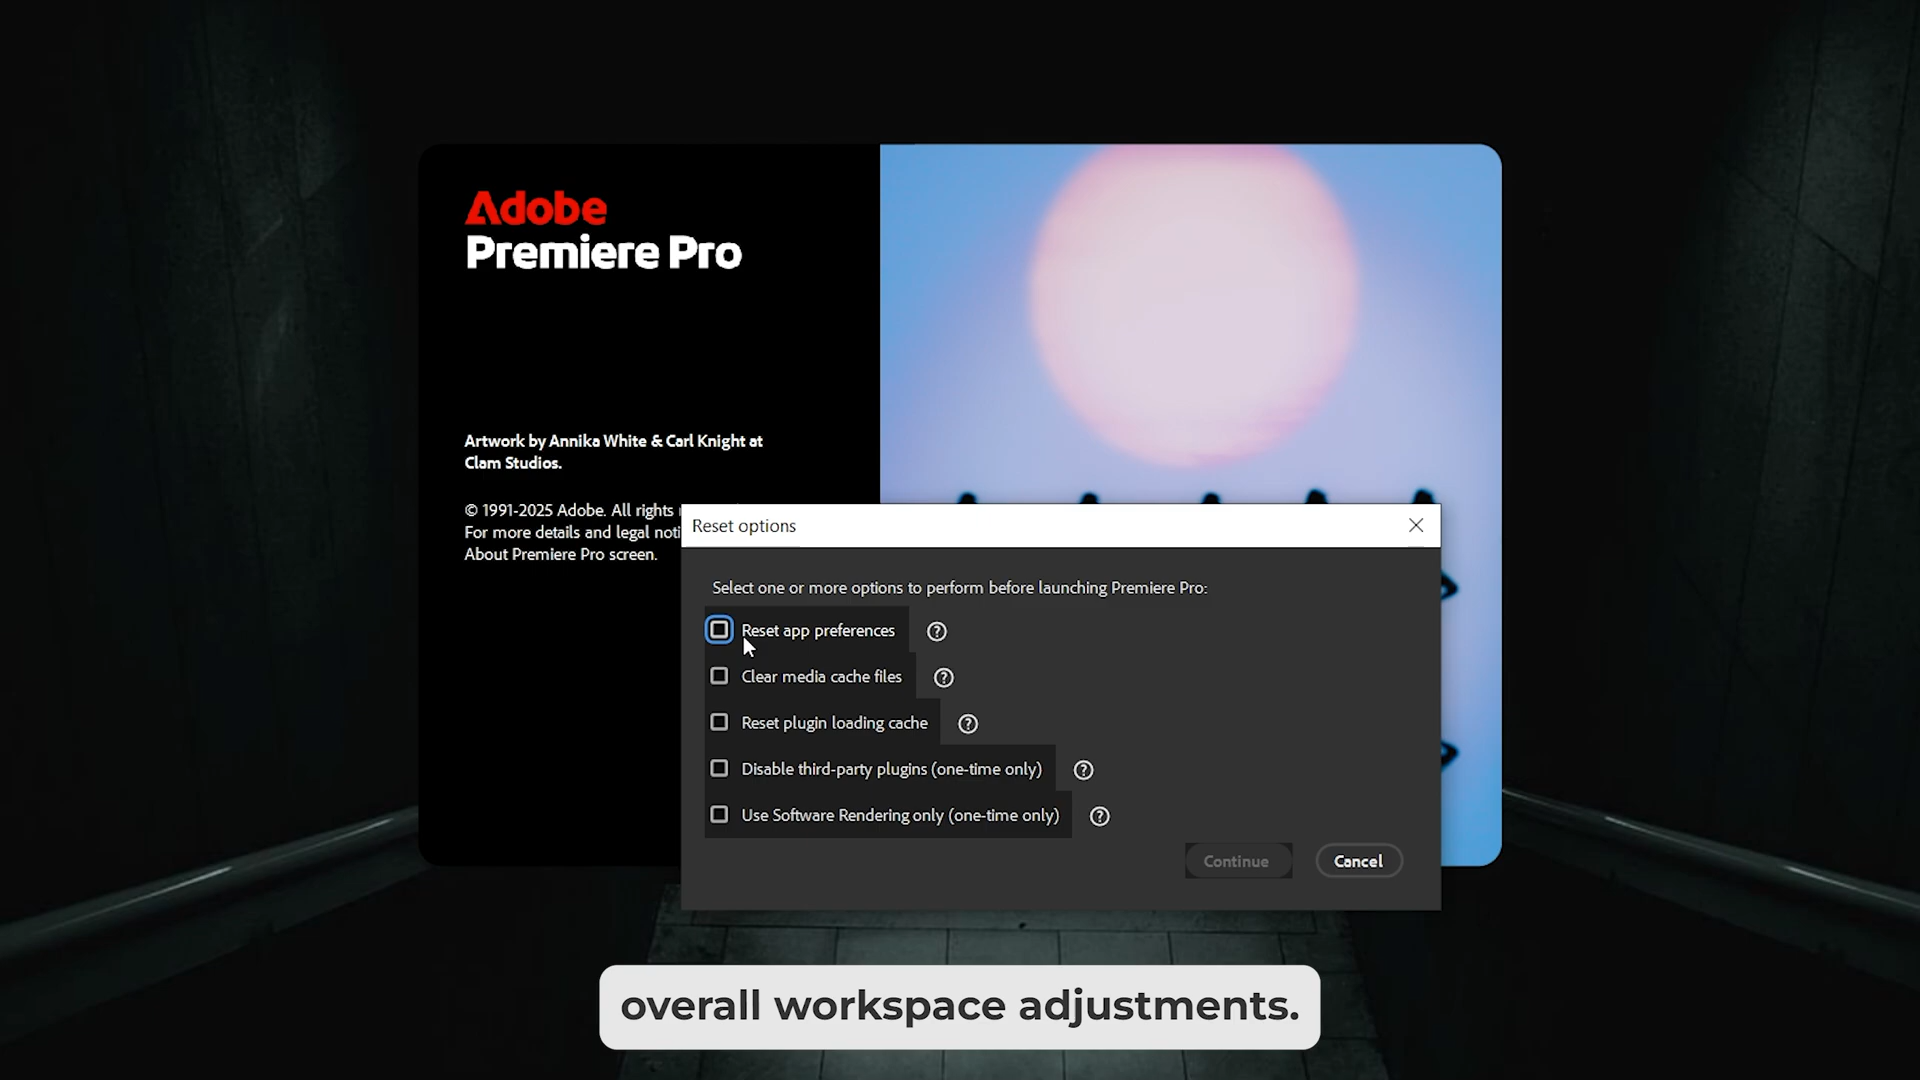 Adobe
Premiere Pro
Artwork by Annika White & Carl Knight at
Clam Studios.
© 1991-2025 Adobe. All rights
For more details and legal noti
About Premiere Pro screen.
Reset options
Select one or more options to perform before launching Premiere Pro:
Reset app preferences
Clear media cache files
Reset plugin loading cache
Disable third-party plugins (one-time only)
Use Software Rendering only (one-time only)
Continue
Cancel
overall workspace adjustments.